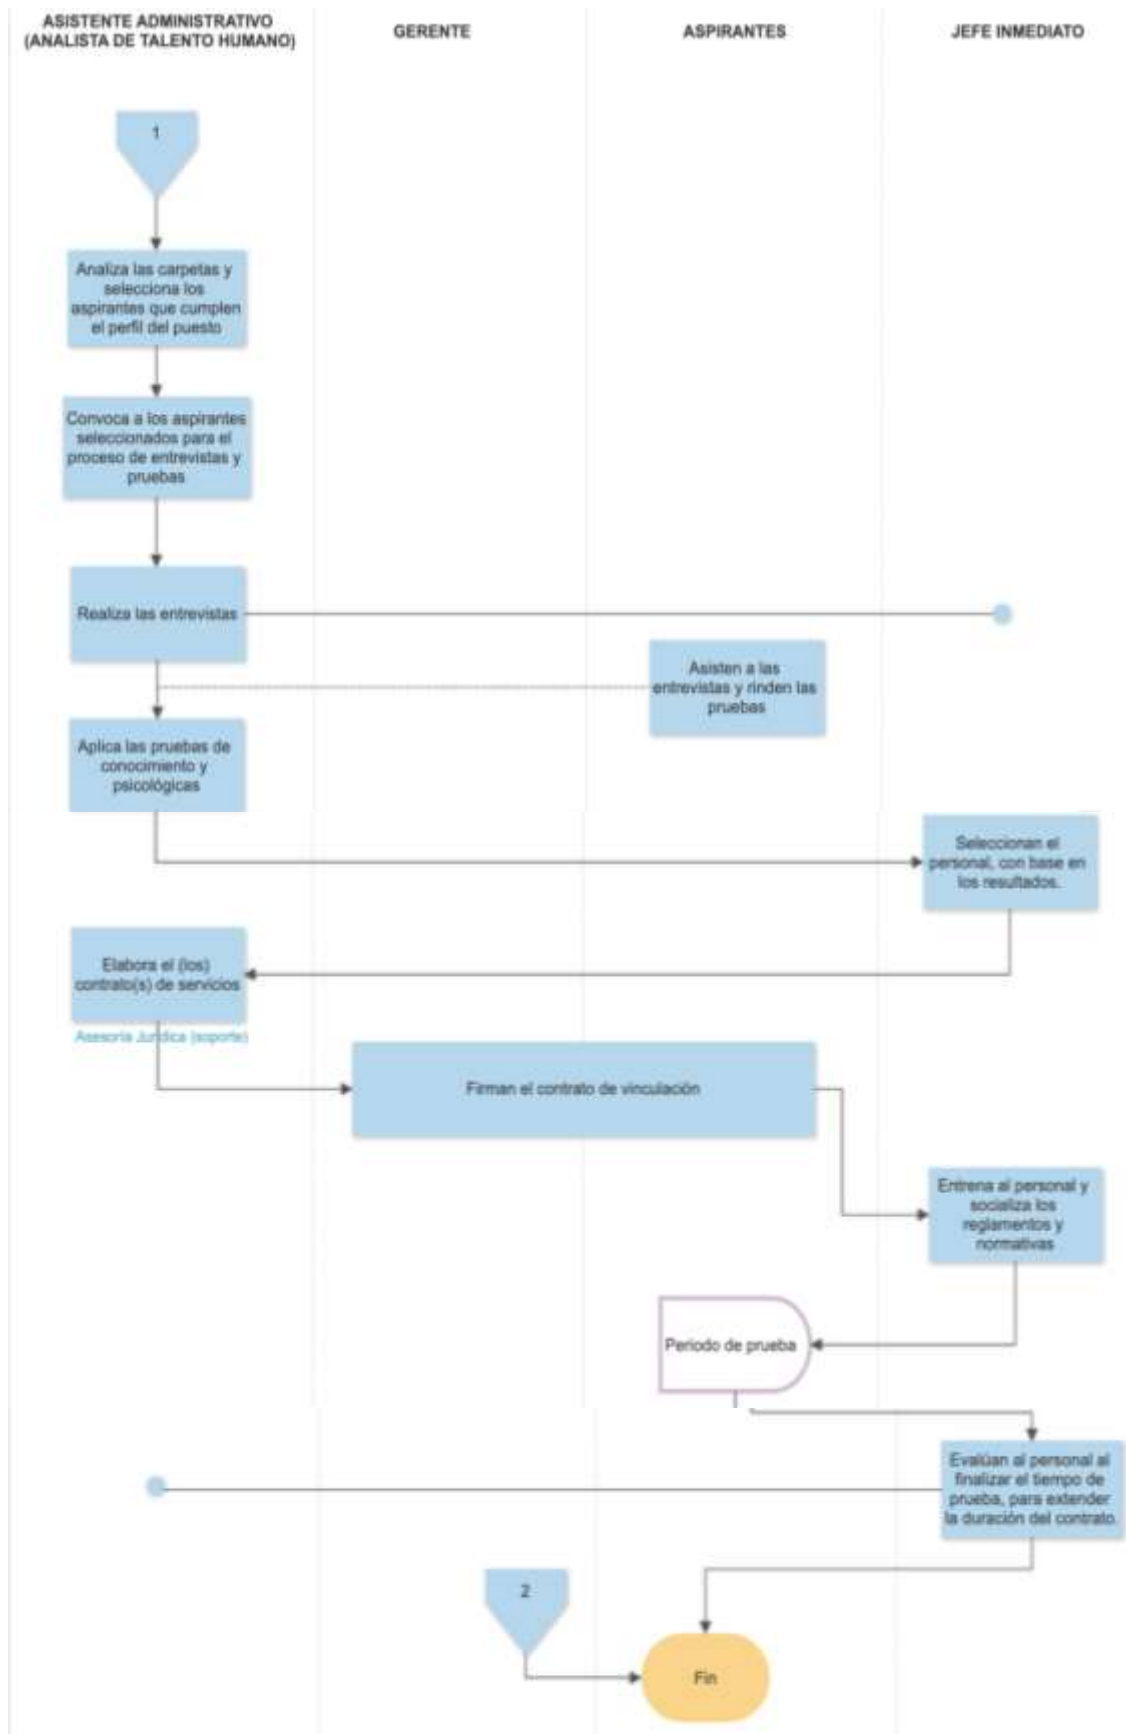 ASISTENTE ADMINISTRATIVO
(ANALISTA DE TALENTO HUMANO)
GERENTE
ASPIRANTES
JEFE INMEDIATO
1
Analiza las carpetas y
selecciona los
aspirantes que cumplen
el perfil del puesto
Convoca a los aspirantes
seleccionados para el
proceso de entrevistas y
pruebas
Realiza las entrevistas
Asisten a las
entrevistas y rinden las
pruebas
Aplica las pruebas de
conocimiento y
psicológicas
Seleccionan el
personal, con base en
los resultados.
Elabora el (los)
contrato(s) de servicios
Asesoría Jurídica (soporte)
Firman el contrato de vinculación
Entrena al personal y
socializa los
reglamentos y
normativas
Periodo de prueba
Evalúan al personal al
finalizar el tiempo de
prueba, para extender
la duración del contrato.
2
Fin